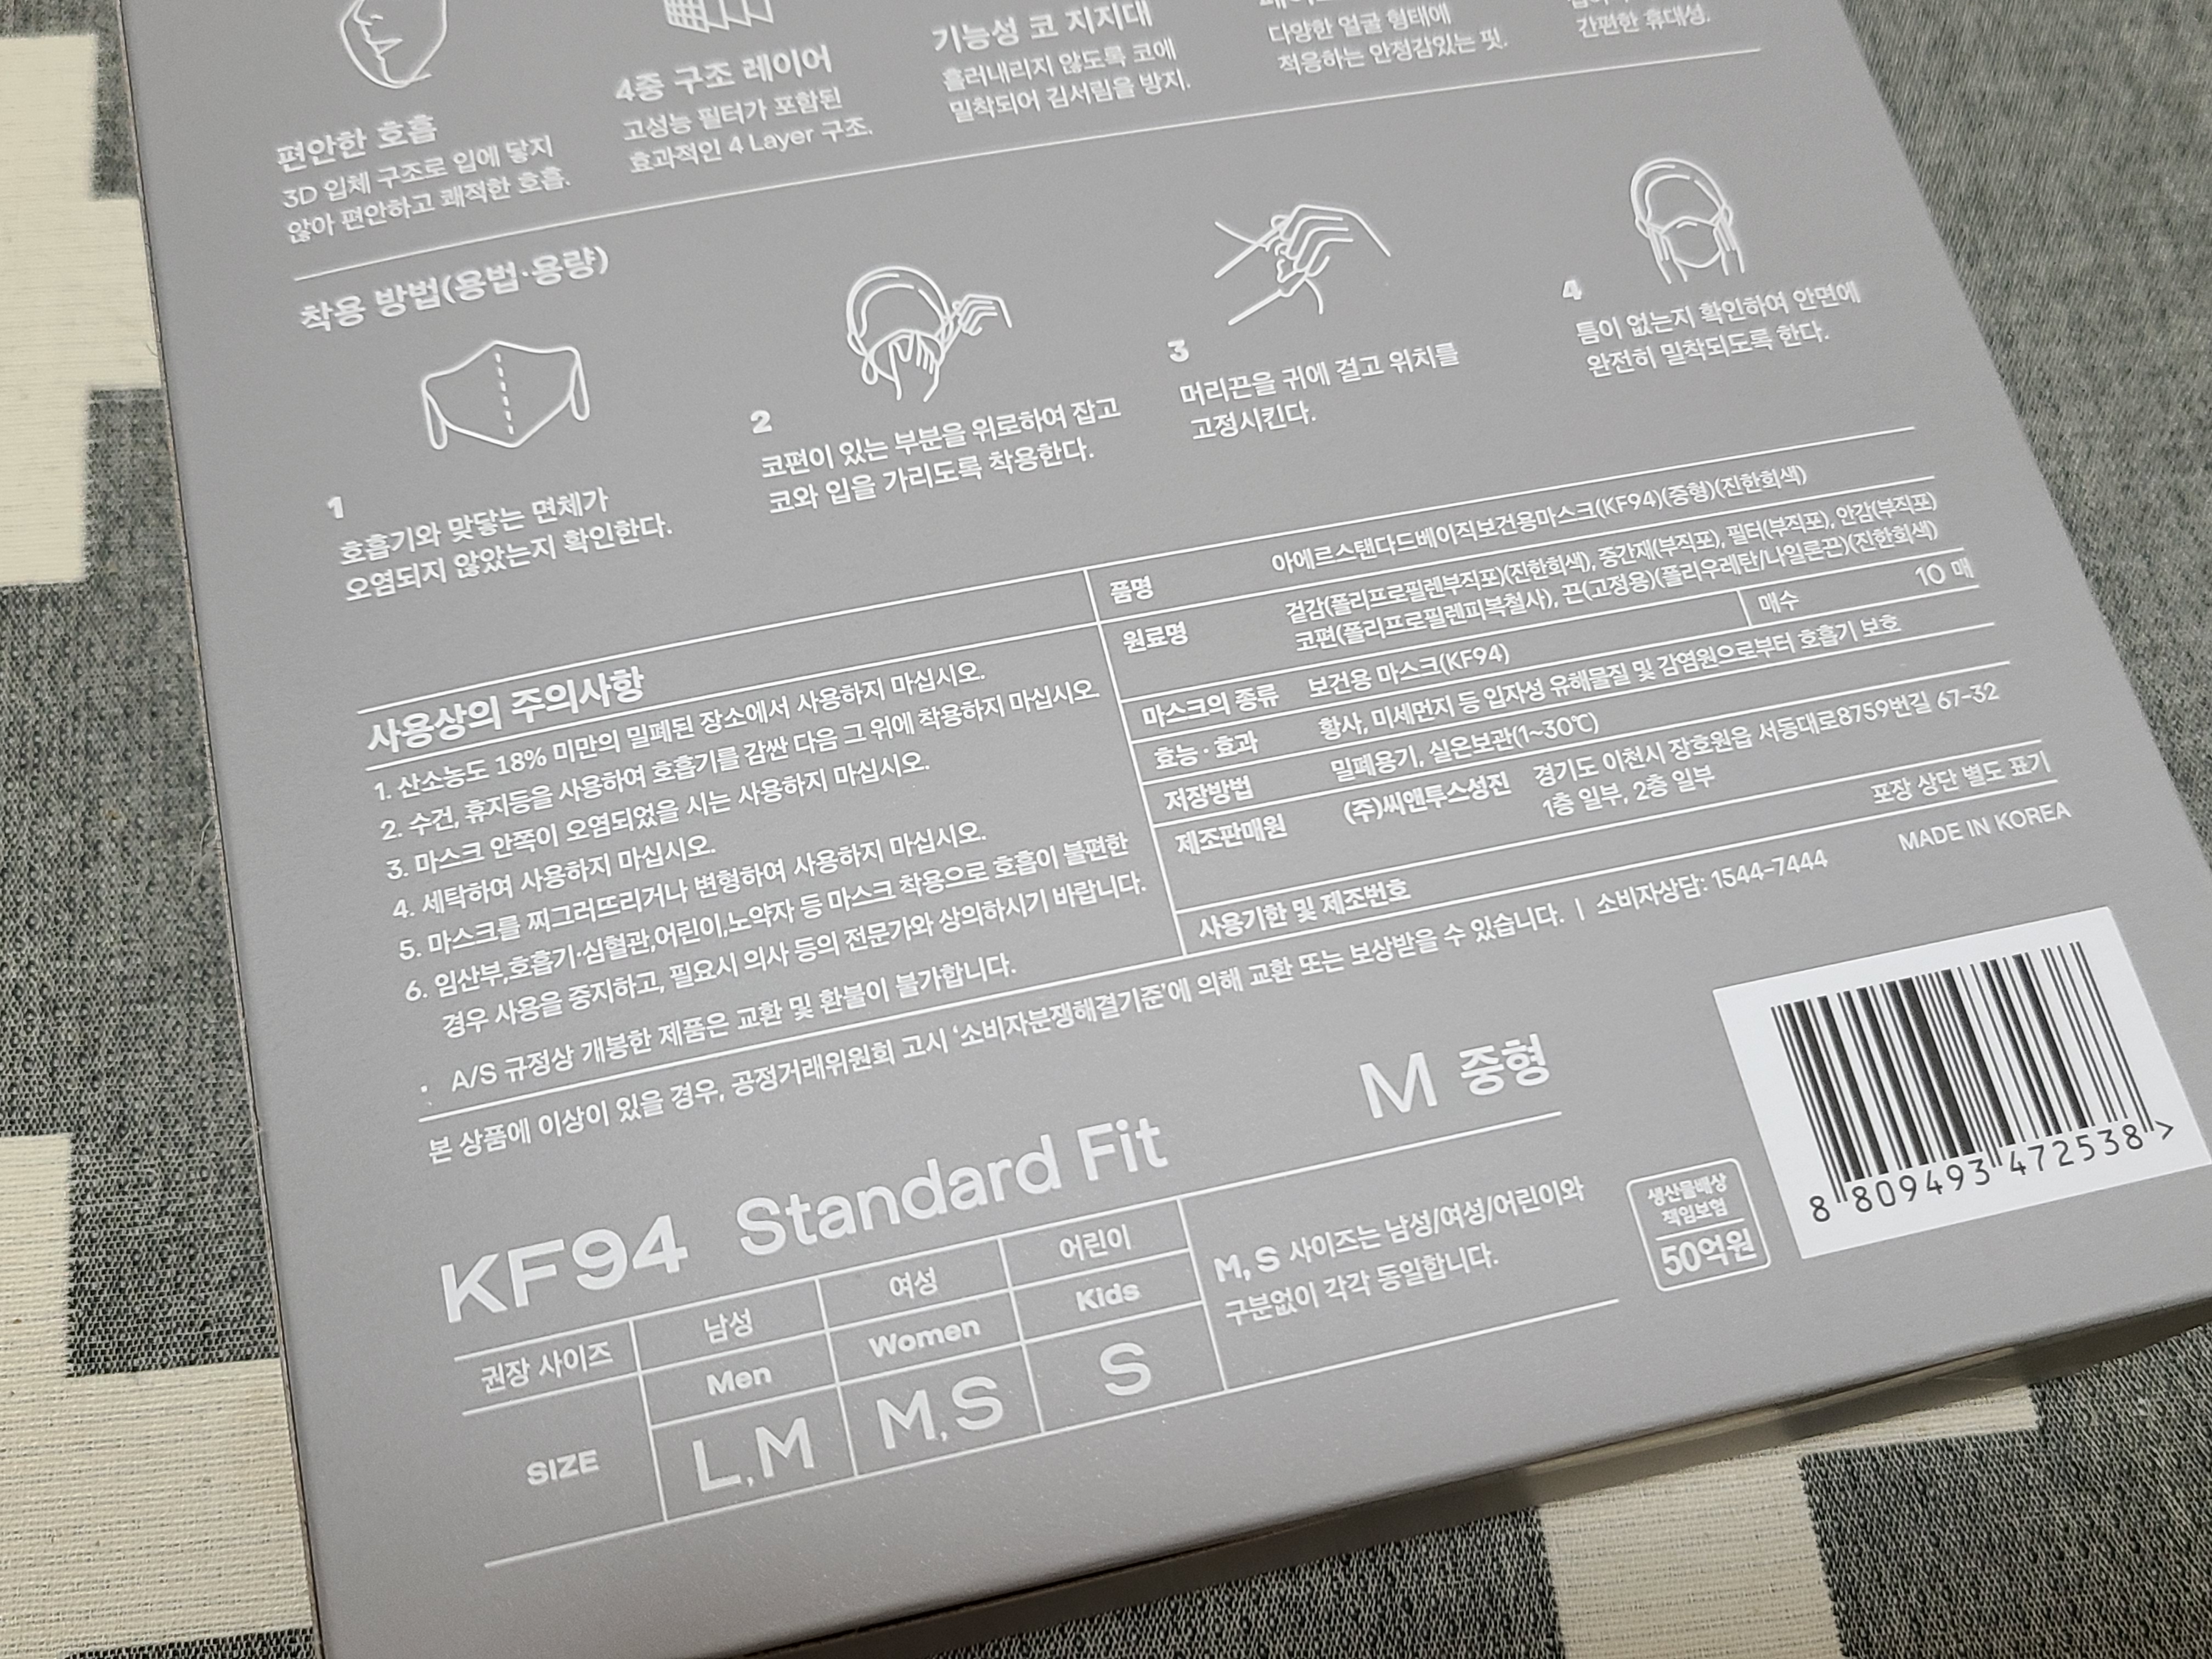 편안한 호흡
3D 입체 구조로 입에 닿지
않아 편안하고 쾌적한 호흡.
4중 구조 레이어
고성능 필터가 포함된
효과적인 4 Layer 구조.
기능성 코 지지대
흘러내리지 않도록 코에
밀착되어 김서림을 방지.
다양한 얼굴 형태에
적응하는 안정감있는 핏.
간편한 휴대성.
착용 방법(용법·용량)
1
호흡기와 맞닿는 면체가
오염되지 않았는지 확인한다.
2
코편이 있는 부분을 위로하여 잡고
코와 입을 가리도록 착용한다.
3
머리끈을 귀에 걸고 위치를
고정시킨다.
4
틈이 없는지 확인하여 안면에
완전히 밀착되도록 한다.
사용상의 주의사항
1. 산소농도 18% 미만의 밀폐된 장소에서 사용하지 마십시오.
2. 수건, 휴지등을 사용하여 호흡기를 감싼 다음 그 위에 착용하지 마십시오.
3. 마스크 안쪽이 오염되었을 시는 사용하지 마십시오.
4. 세탁하여 사용하지 마십시오.
5. 마스크를 찌그러뜨리거나 변형하여 사용하지 마십시오.
6. 임산부,호흡기·심혈관,어린이,노약자 등 마스크 착용으로 호흡이 불편한
경우 사용을 중지하고, 필요시 의사 등의 전문가와 상의하시기 바랍니다.
· A/S 규정상 개봉한 제품은 교환 및 환불이 불가합니다.
품명 아에르스탠다드베이직보건용마스크(KF94)(중형)(진한회색)
원료명 겉감(폴리프로필렌부직포)(진한회색), 중간재(부직포), 필터(부직포), 안감(부직포)
코편(폴리프로필렌피복철사), 끈(고정용)(폴리우레탄/나일론끈)(진한회색)
마스크의 종류 보건용 마스크(KF94) 매수 10 매
효능·효과 황사, 미세먼지 등 입자성 유해물질 및 감염원으로부터 호흡기 보호
저장방법 밀폐용기, 실온보관(1~30℃)
제조판매원 (주)씨앤투스성진 경기도 이천시 장호원읍 서동대로8759번길 67-32
1층 일부, 2층 일부
사용기한 및 제조번호 포장 상단 별도 표기
본 상품에 이상이 있을 경우, 공정거래위원회 고시 '소비자분쟁해결기준'에 의해 교환 또는 보상받을 수 있습니다. | 소비자상담: 1544-7444
MADE IN KOREA
KF94 Standard Fit M 중형
권장 사이즈 남성 여성 어린이
Men Women Kids
SIZE L,M M,S S
M, S 사이즈는 남성/여성/어린이와
구분없이 각각 동일합니다.
생산물배상
책임보험
50억원
8 809493 472538 >